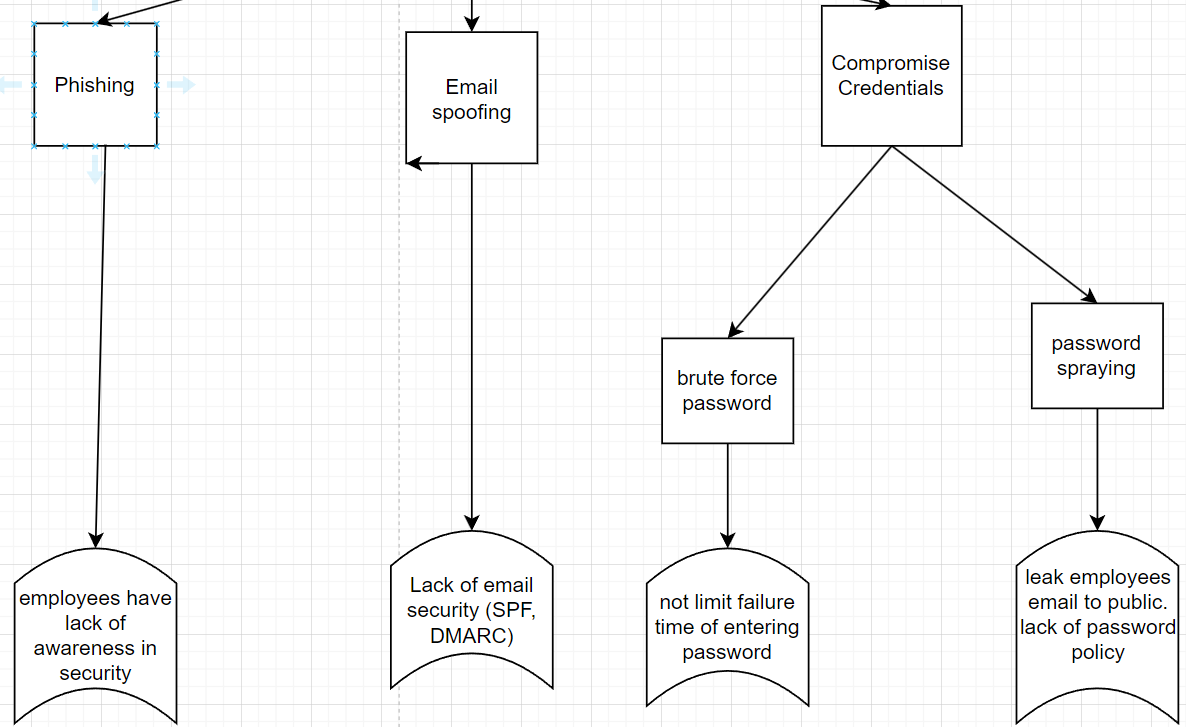 Phishing
Email
spoofing
Compromise
Credentials
brute force
password
password
spraying
employees have
lack of
awareness in
security
Lack of email
security (SPF,
DMARC)
not limit failure
time of entering
password
leak employees
email to public.
lack of password
policy